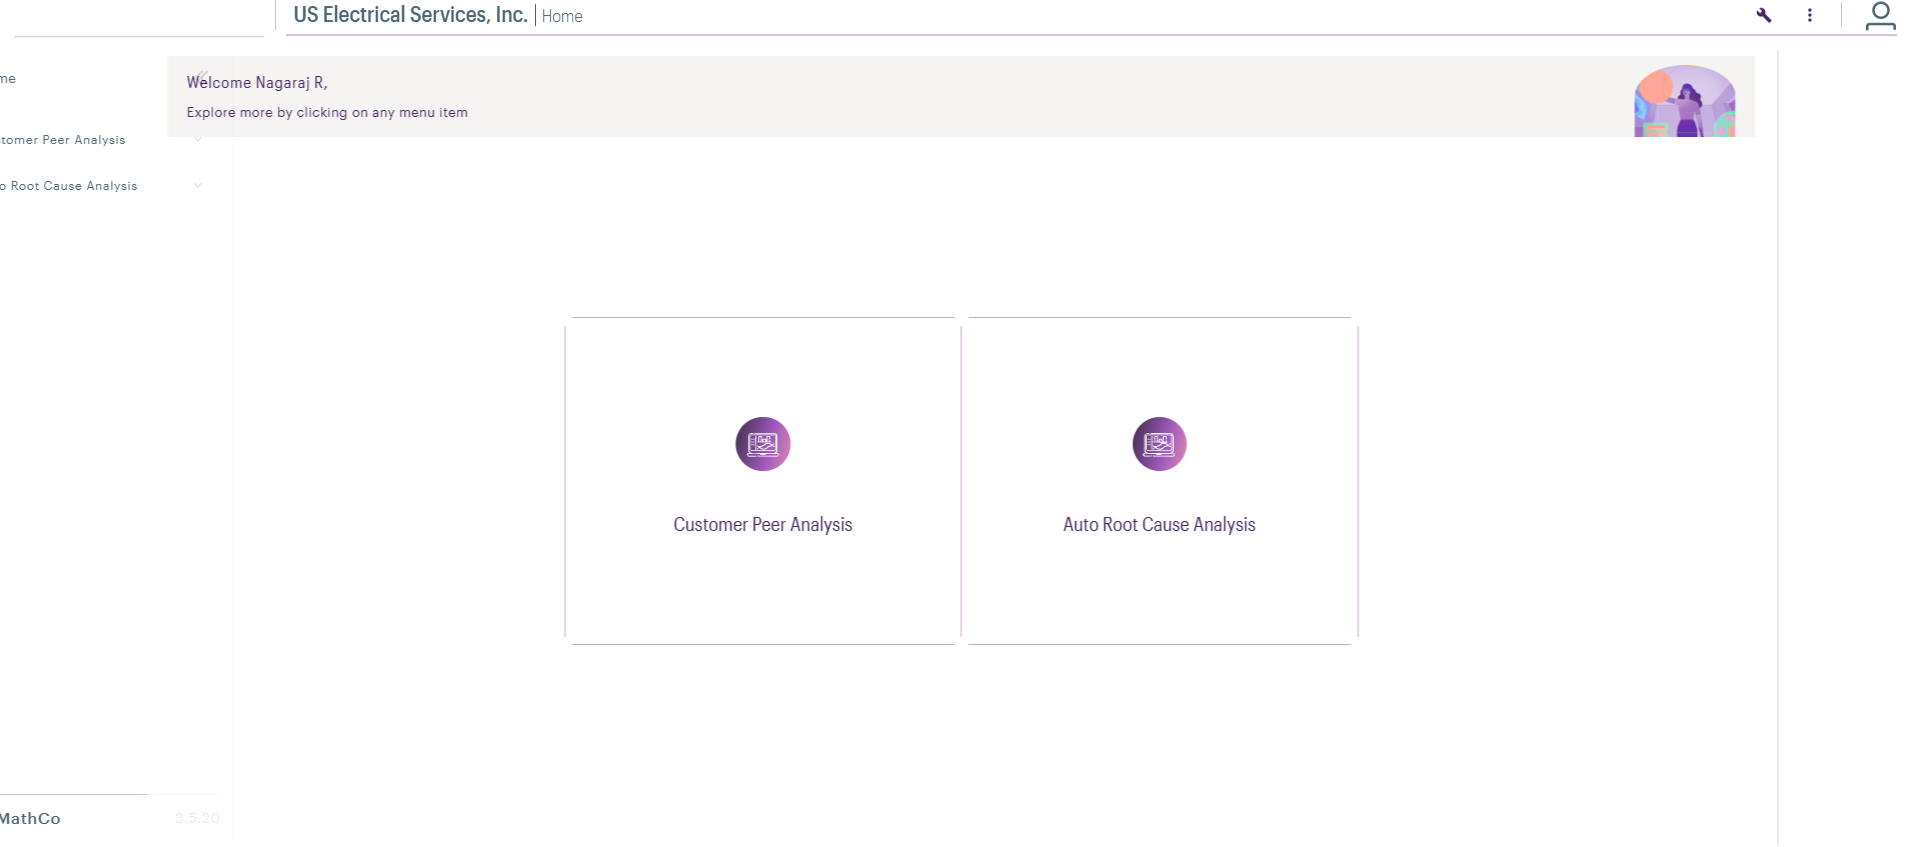 US Electrical Services, Inc. | Home
me
Welcome Nagaraj R,
Explore more by clicking on any menu item
stomer Peer Analysis
o Root Cause Analysis
Customer Peer Analysis
Auto Root Cause Analysis
MathCo
3.5.20